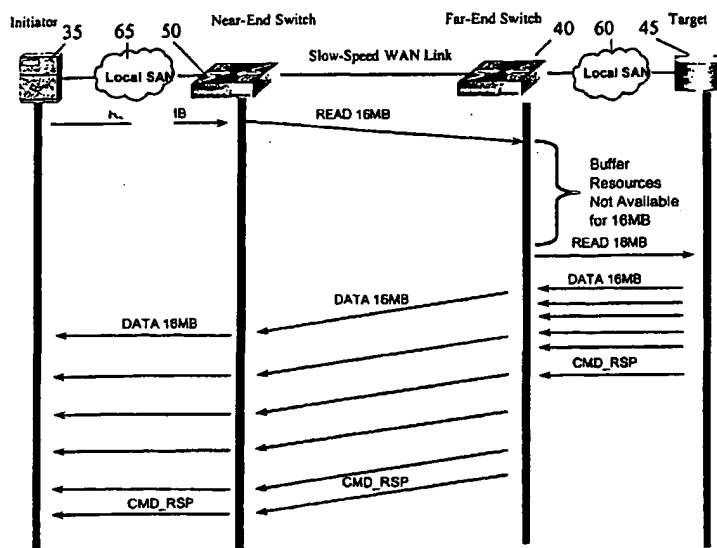 Initiator
35
65
50
Near-End Switch
Far-End Switch
40
60
Target
45
Local SAN
Slow-Speed WAN Link
Local SAN
READ 16MB
Buffer
Resources
Not Available
for 16MB
READ 16MB
DATA 16MB
DATA 16MB
DATA 16MB
CMD_RSP
CMD_RSP
CMD_RSP